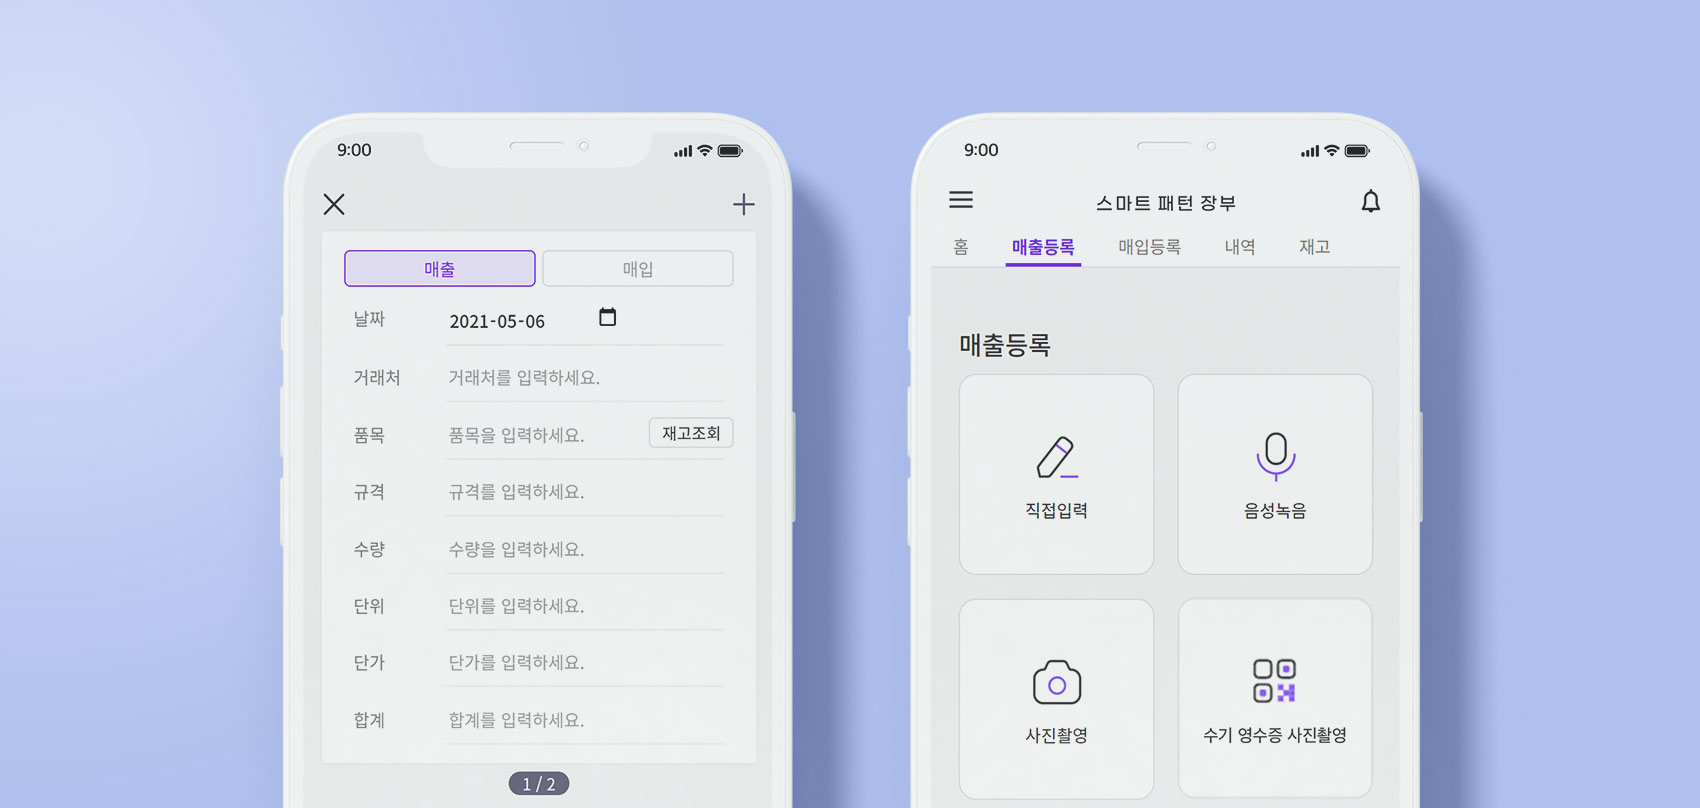 9:00
매출
매입
날짜
2021-05-06
거래처
거래처를 입력하세요.
품목
품목을 입력하세요.
재고조회
규격
규격를 입력하세요.
수량
수량을 입력하세요.
단위
단위를 입력하세요.
단가
단가를 입력하세요.
합계
합계를 입력하세요.
1 / 2
9:00
스마트 패턴 장부
홈
매출등록
매입등록
내역
재고
매출등록
직접입력
음성녹음
사진촬영
수기 영수증 사진촬영